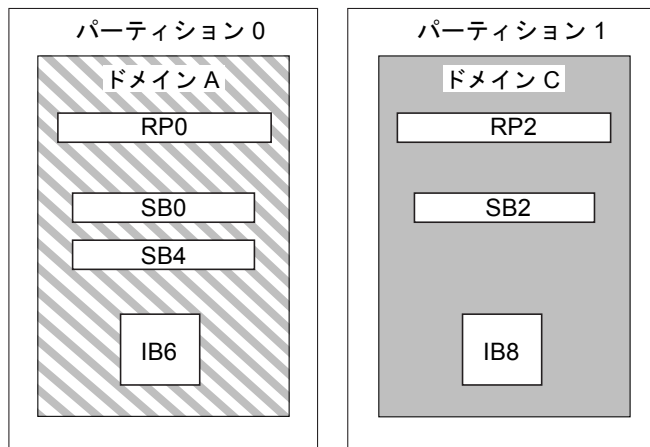 パーティション 0
ドメイン A
RP0
SB0
SB4
IB6
パーティション 1
ドメイン C
RP2
SB2
IB8